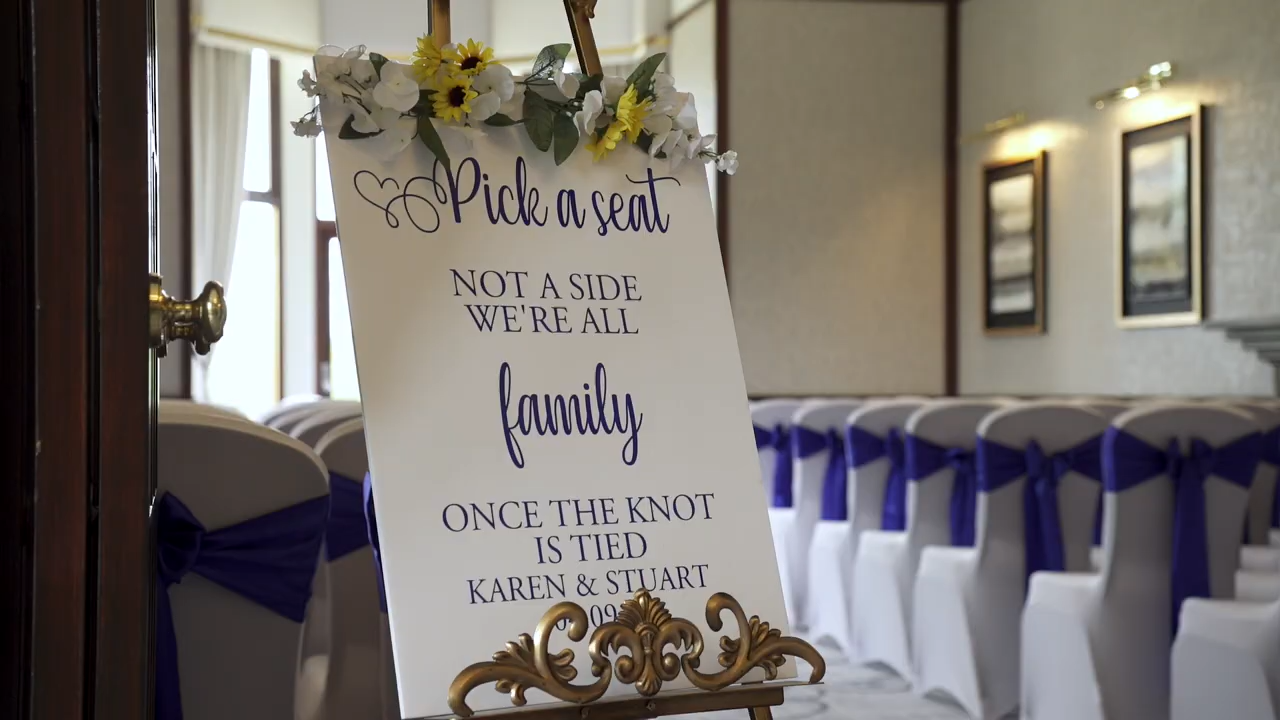 Pick a seat
NOT A SIDE
WE'RE ALL
family
ONCE THE KNOT
IS TIED
KAREN & STUART